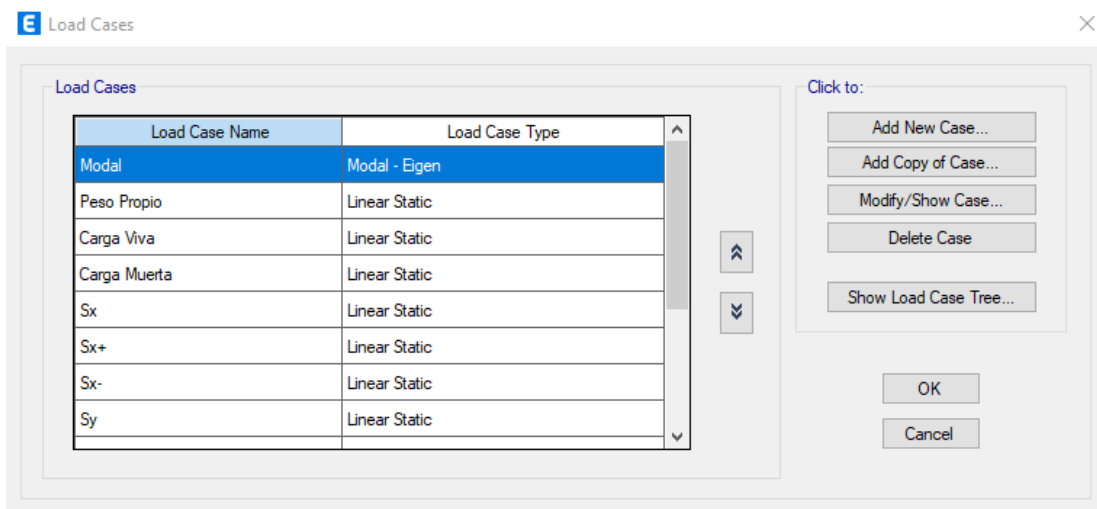 E Load Cases
Load Cases
Load Case Name Load Case Type
Modal Modal - Eigen
Peso Propio Linear Static
Carga Viva Linear Static
Carga Muerta Linear Static
Sx Linear Static
Sx+ Linear Static
Sx- Linear Static
Sy Linear Static
Click to:
Add New Case...
Add Copy of Case...
Modify/Show Case...
Delete Case
Show Load Case Tree...
OK
Cancel